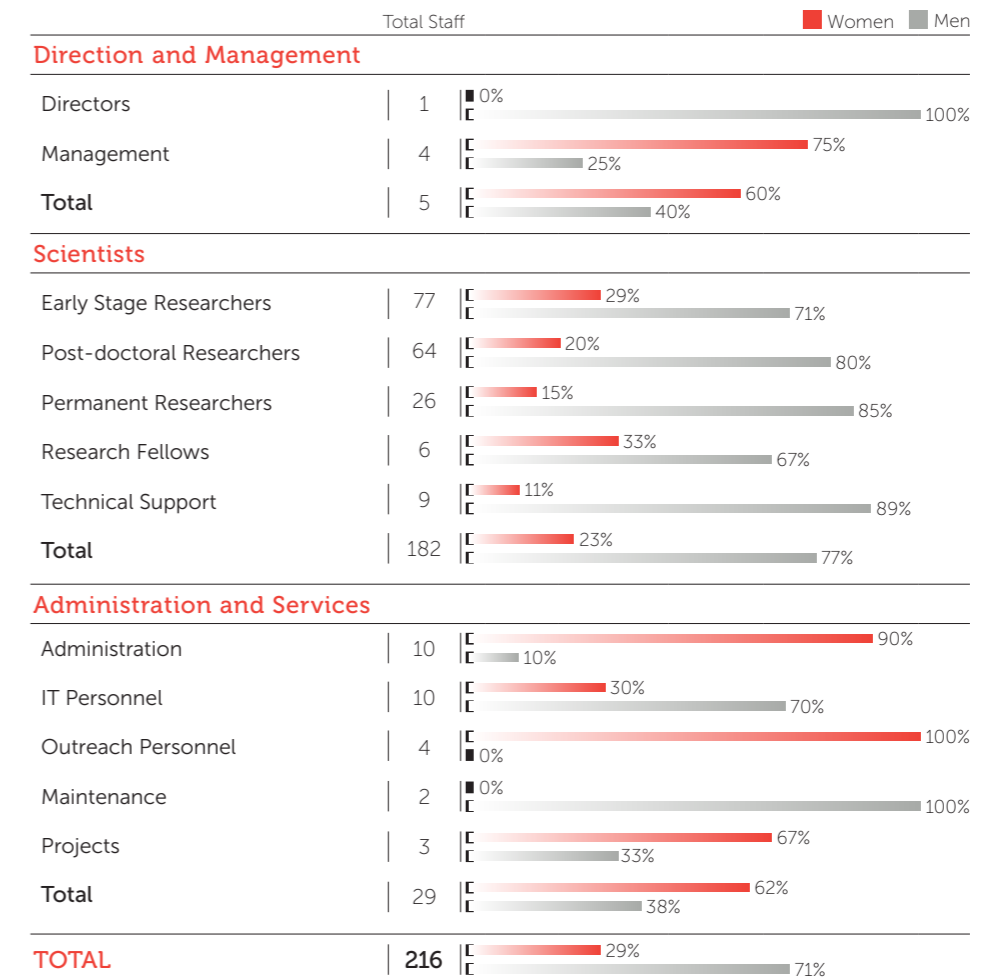 Total Staff Women Men
Direction and Management
Directors 1 0% 100%
Management 4 75% 25%
Total 5 60% 40%
Scientists
Early Stage Researchers 77 29% 71%
Post-doctoral Researchers 64 20% 80%
Permanent Researchers 26 15% 85%
Research Fellows 6 33% 67%
Technical Support 9 11% 89%
Total 182 23% 77%
Administration and Services
Administration 10 90% 10%
IT Personnel 10 30% 70%
Outreach Personnel 4 100% 0%
Maintenance 2 0% 100%
Projects 3 67% 33%
Total 29 62% 38%
TOTAL 216 29% 71%